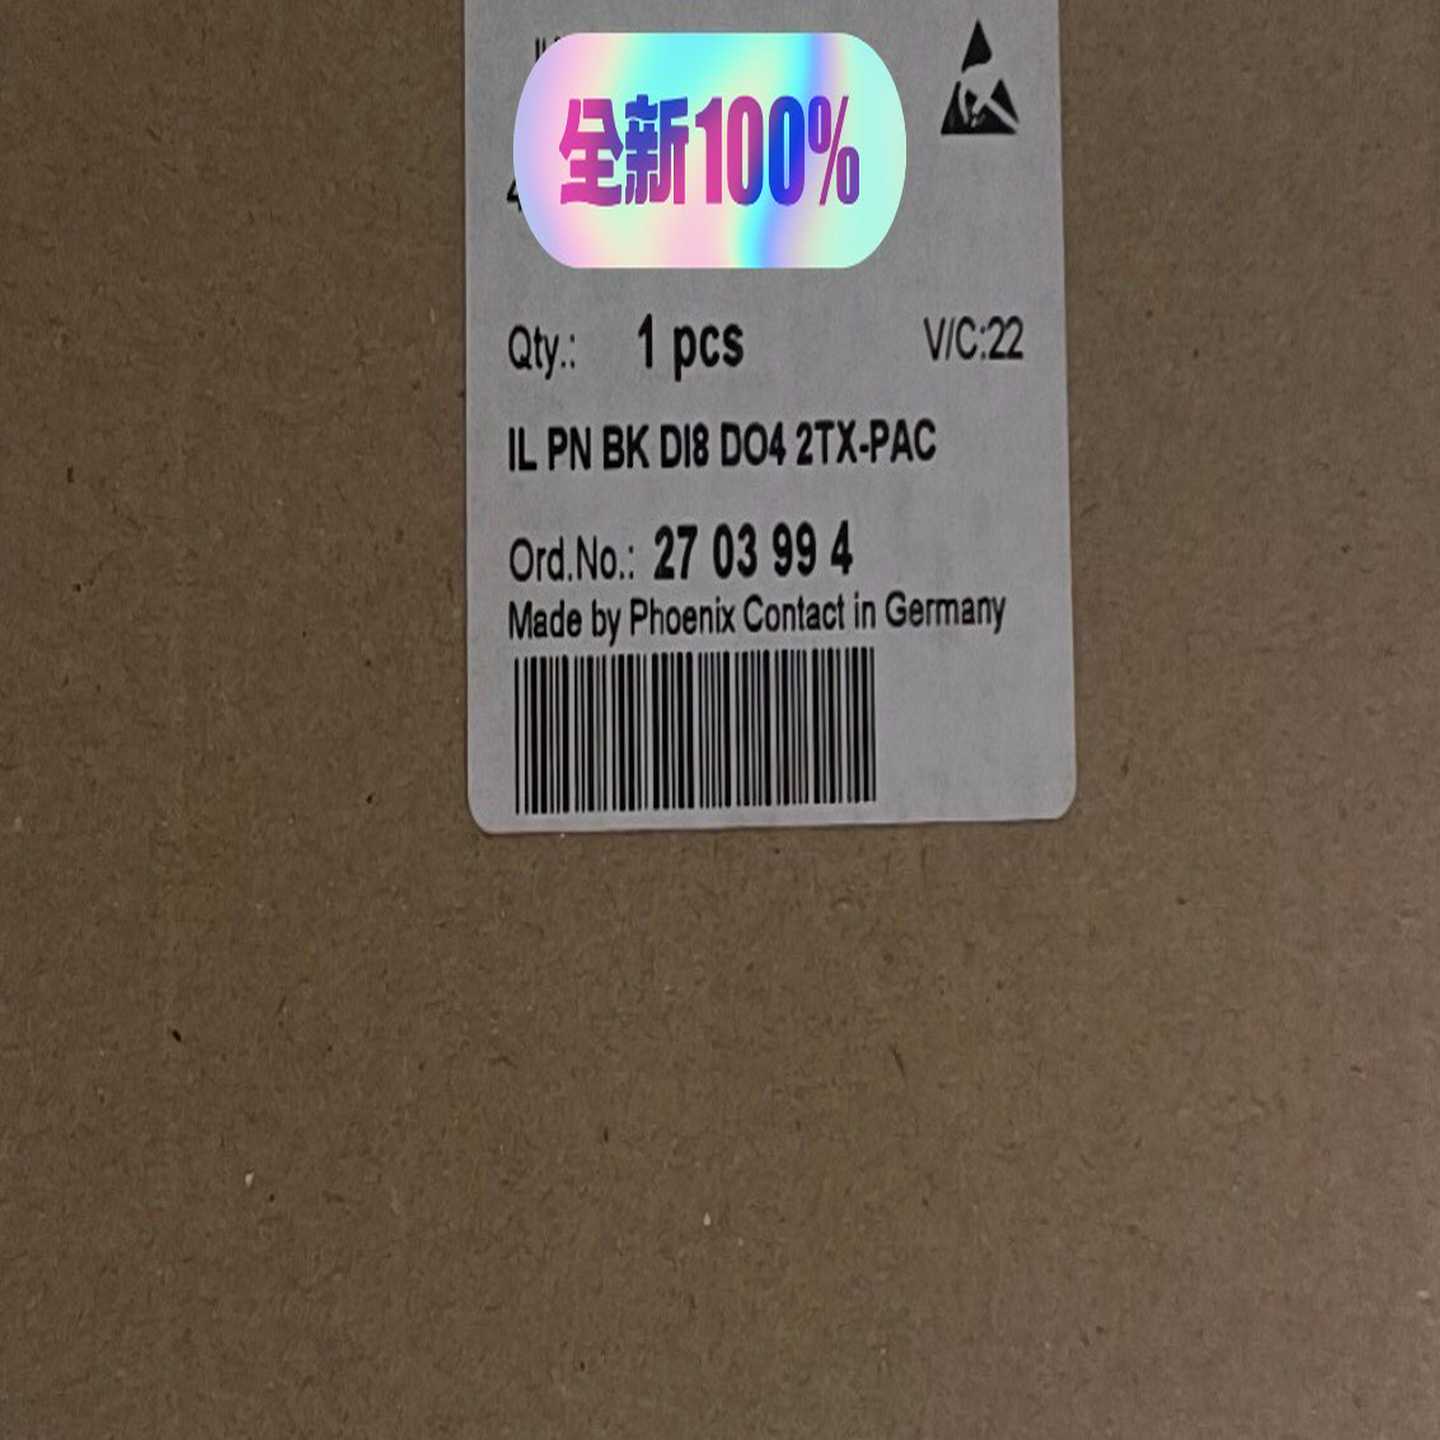 全新100%
Qty.: 1 pcs V/C:22
IL PN BK DI8 DO4 2TX-PAC
Ord.No.: 27 03 99 4
Made by Phoenix Contact in Germany